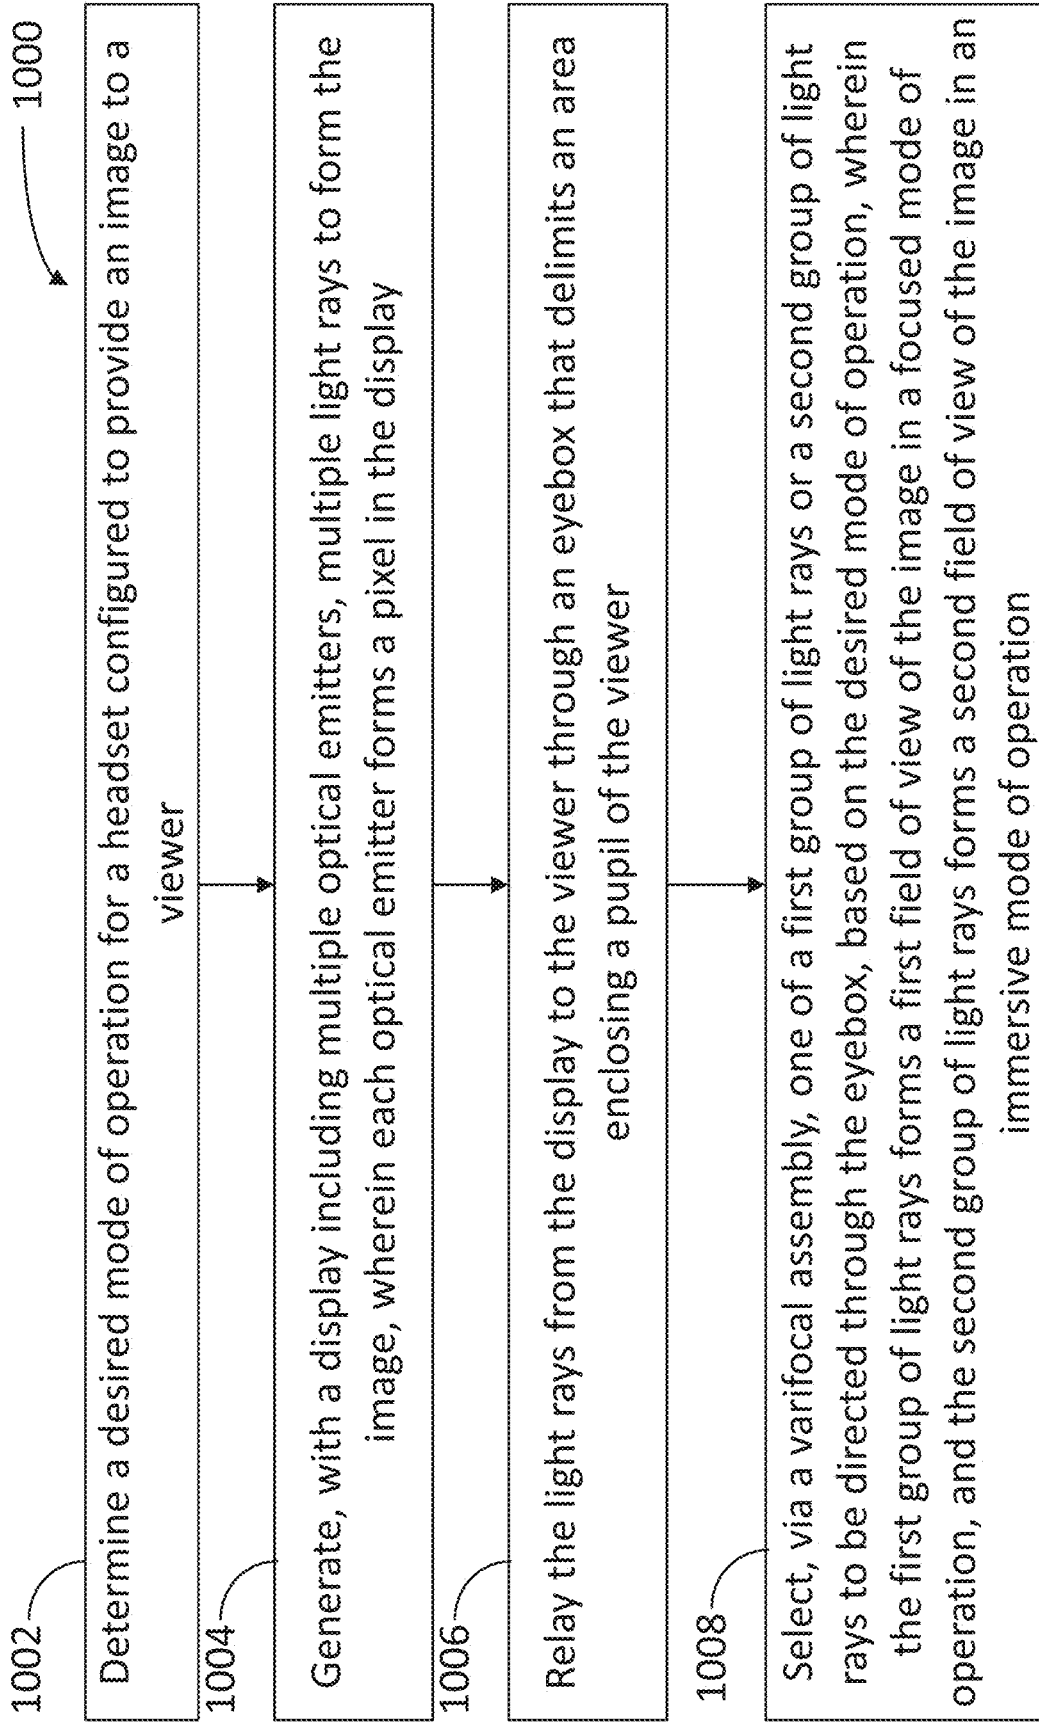 1000
1002
Determine a desired mode of operation for a headset configured to provide an image to a
viewer
1004
Generate, with a display including multiple optical emitters, multiple light rays to form the
image, wherein each optical emitter forms a pixel in the display
1006
Relay the light rays from the display to the viewer through an eyebox that delimits an area
enclosing a pupil of the viewer
1008
Select, via a varifocal assembly, one of a first group of light rays or a second group of light
rays to be directed through the eyebox, based on the desired mode of operation, wherein
the first group of light rays forms a first field of view of the image in a focused mode of
operation, and the second group of light rays forms a second field of view of the image in an
immersive mode of operation